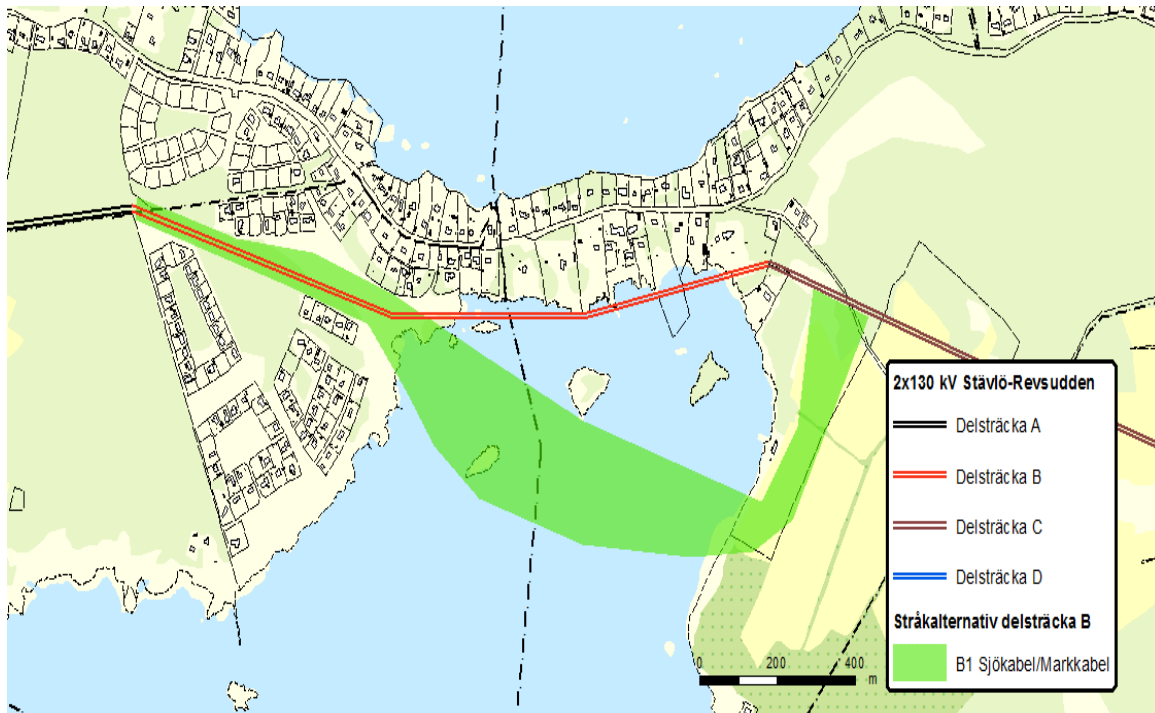 2x130 kV Stävlö-Revsudden
Delsträcka A
Delsträcka B
Delsträcka C
Delsträcka D
Stråkalternativ delsträcka B
B1 Sjökabel/Markkabel
0 200 400
m